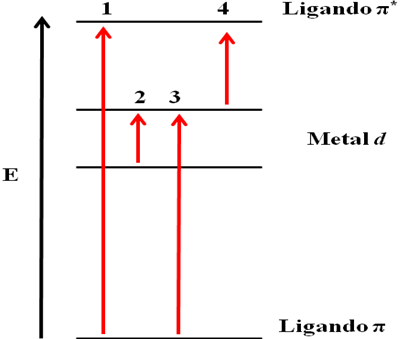 1 4 Ligando π*
2 3
Metal d
E
Ligando π